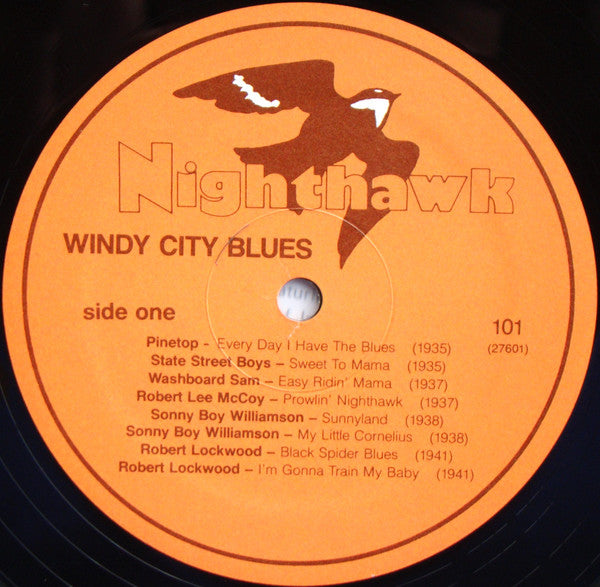 Nighthawk
WINDY CITY BLUES
side one
101
(27601)
Pinetop - Every Day I Have The Blues (1935)
State Street Boys – Sweet To Mama (1935)
Washboard Sam – Easy Ridin' Mama (1937)
Robert Lee McCoy – Prowlin' Nighthawk (1937)
Sonny Boy Williamson – Sunnyland (1938)
Sonny Boy Williamson – My Little Cornelius (1938)
Robert Lockwood – Black Spider Blues (1941)
Robert Lockwood – I'm Gonna Train My Baby (1941)